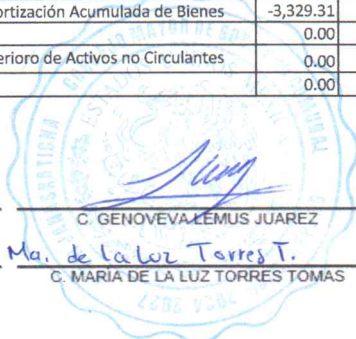 ortización Acumulada de Bienes -3,329.31
0.00
erioro de Activos no Circulantes 0.00
0.00
C. GENOVEVA LEMUS JUAREZ
Ma. de la Luz Torres T.
C. MARIA DE LA LUZ TORRES TOMAS